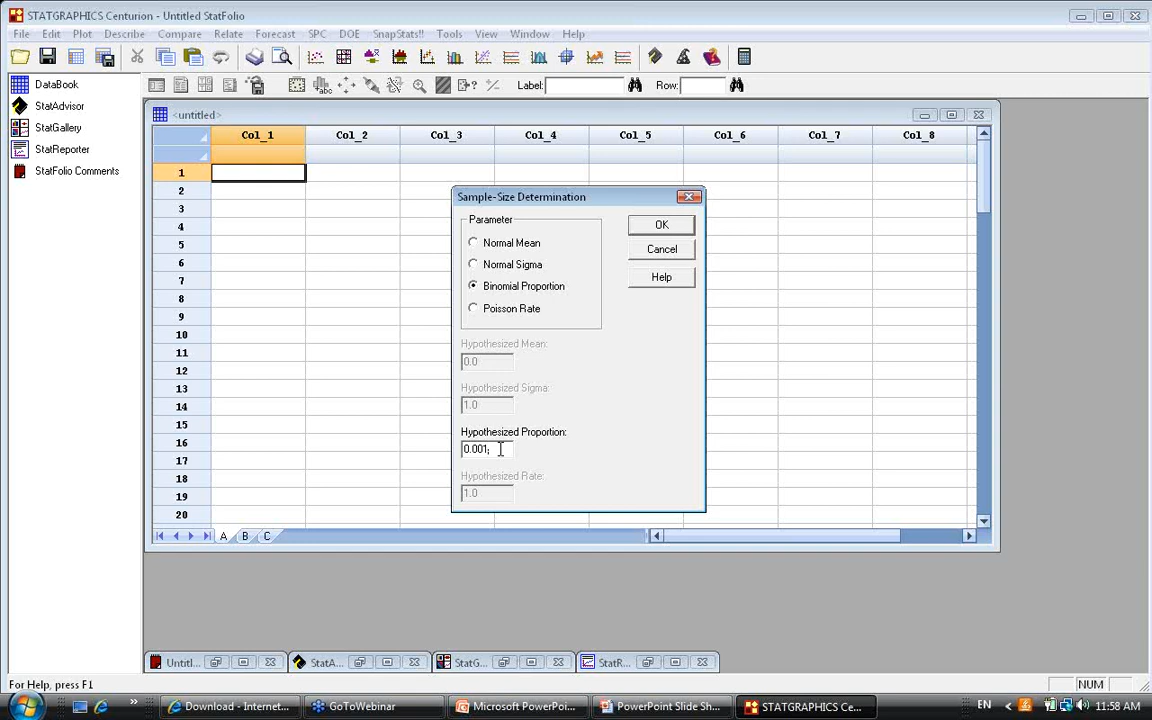 STATGRAPHICS Centurion - Untitled StatFolio
File Edit Plot Describe Compare Relate Forecast SPC DOE SnapStats!! Tools View Window Help
Label: Row:
DataBook
StatAdvisor
StatGallery
StatReporter
StatFolio Comments
<untitled>
Col_1 Col_2 Col_3 Col_4 Col_5 Col_6 Col_7 Col_8
1
2
3
4
5
6
7
8
9
10
11
12
13
14
15
16
17
18
19
20
A B C
Sample-Size Determination
Parameter
Normal Mean
Normal Sigma
Binomial Proportion
Poisson Rate
OK
Cancel
Help
Hypothesized Mean:
0.0
Hypothesized Sigma:
1.0
Hypothesized Proportion:
0.001
Hypothesized Rate:
1.0
Untitl... StatA... StatG... StatR...
For Help, press F1
NUM
Download - Internet... GoToWebinar Microsoft PowerPoi... PowerPoint Slide Sh... STATGRAPHICS Ce...
EN
11:58 AM